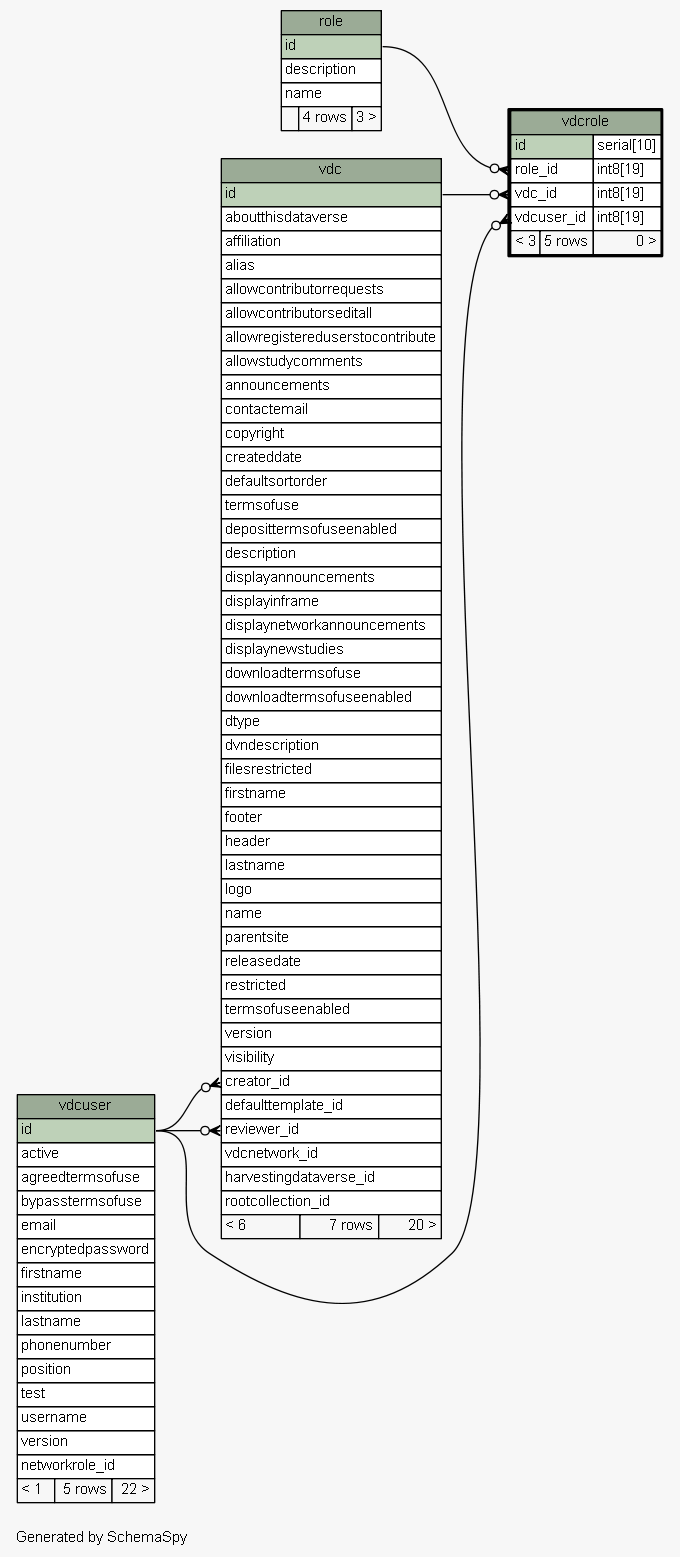 role
id
description
name
4 rows 3 >
vdcrole
id serial[10]
role_id int8[19]
vdc_id int8[19]
vdcuser_id int8[19]
< 3 5 rows 0 >
vdc
id
aboutthisdataverse
affiliation
alias
allowcontributorrequests
allowcontributorseditall
allowregistereduserstocontribute
allowstudycomments
announcements
contactemail
copyright
createddate
defaultsortorder
termsofuse
deposittermsofuseenabled
description
displayannouncements
displayinframe
displaynetworkannouncements
displaynewstudies
downloadtermsofuse
downloadtermsofuseenabled
dtype
dvndescription
filesrestricted
firstname
footer
header
lastname
logo
name
parentsite
releasedate
restricted
termsofuseenabled
version
visibility
creator_id
defaulttemplate_id
reviewer_id
vdcnetwork_id
harvestingdataverse_id
rootcollection_id
< 6 7 rows 20 >
vdcuser
id
active
agreedtermsofuse
bypasstermsofuse
email
encryptedpassword
firstname
institution
lastname
phonenumber
position
test
username
version
networkrole_id
< 1 5 rows 22 >
Generated by SchemaSpy